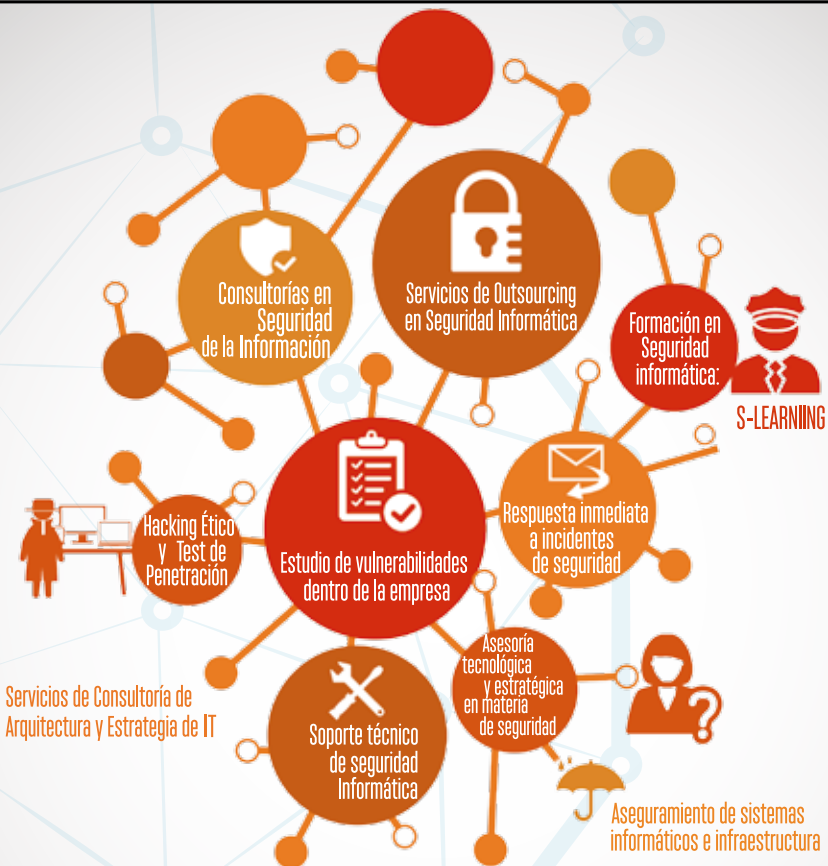 Consultorías en
Seguridad
de la Información
Servicios de Outsourcing
en Seguridad Informática
Formación en
Seguridad
informática:
S-LEARNIING
Hacking Ético
y Test de
Penetración
Estudio de vulnerabilidades
dentro de la empresa
Respuesta inmediata
a incidentes
de seguridad
Servicios de Consultoría de
Arquitectura y Estrategia de IT
Soporte técnico
de seguridad
Informática
Asesoría
tecnológica
y estratégica
en materia
de seguridad
Aseguramiento de sistemas
informáticos e infraestructura